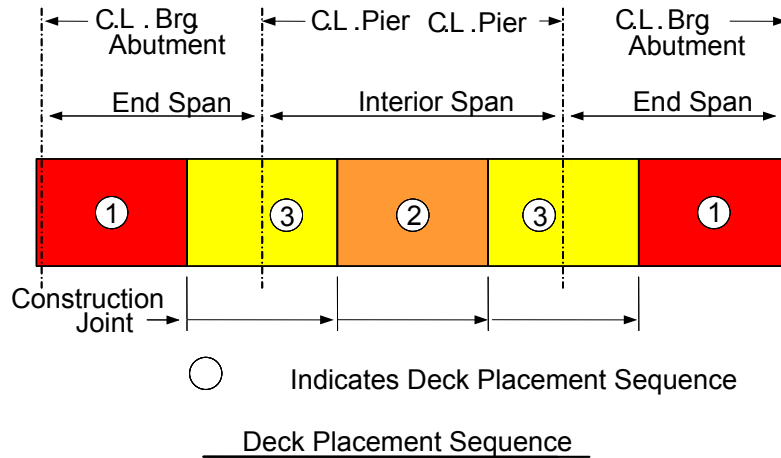 C.L. Brg Abutment
C.L. Pier
C.L. Pier
C.L. Brg Abutment
End Span
Interior Span
End Span
1
3
2
3
1
Construction Joint
Indicates Deck Placement Sequence
Deck Placement Sequence